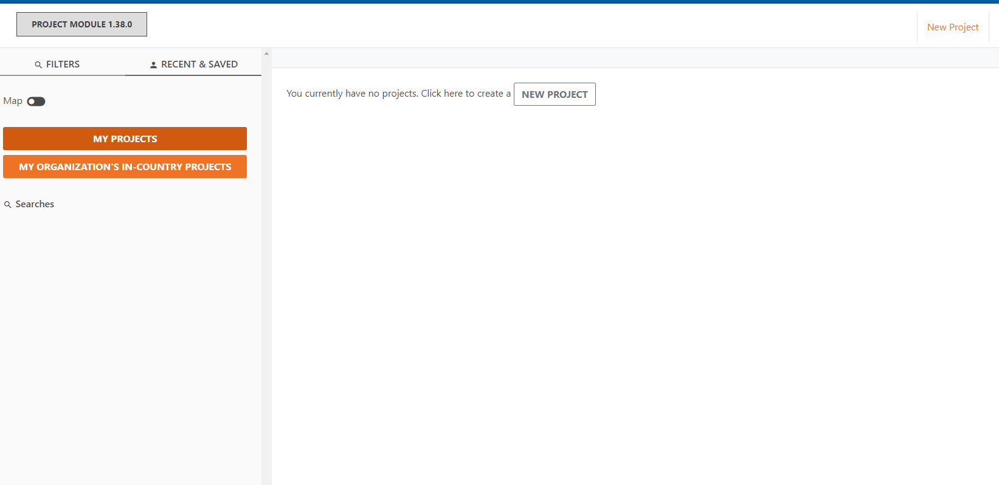 PROJECT MODULE 1.38.0
New Project
FILTERS
RECENT & SAVED
Map
You currently have no projects. Click here to create a NEW PROJECT
MY PROJECTS
MY ORGANIZATION'S IN-COUNTRY PROJECTS
Searches